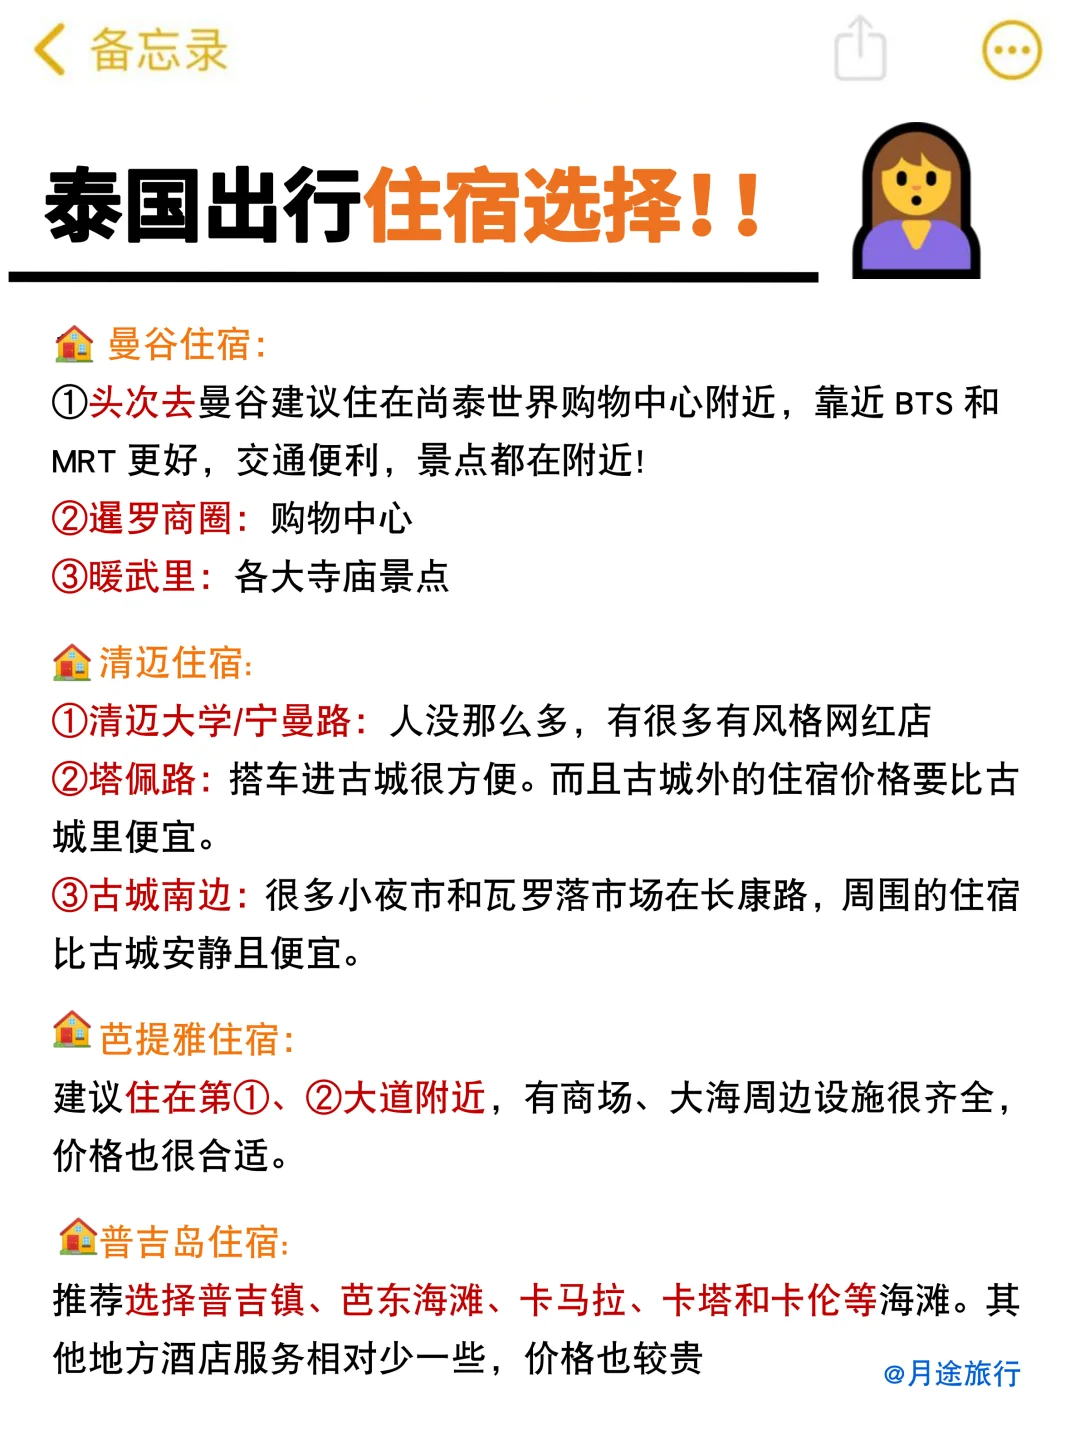 备忘录
泰国出行住宿选择！！
曼谷住宿：
①头次去曼谷建议住在尚泰世界购物中心附近，靠近 BTS 和
MRT 更好，交通便利，景点都在附近！
②暹罗商圈：购物中心
③暖武里：各大寺庙景点
清迈住宿：
①清迈大学/宁曼路：人没那么多，有很多有风格网红店
②塔佩路：搭车进古城很方便。而且古城外的住宿价格要比古
城里便宜。
③古城南边：很多小夜市和瓦罗落市场在长康路，周围的住宿
比古城安静且便宜。
芭提雅住宿：
建议住在第①、②大道附近，有商场、大海周边设施很齐全，
价格也很合适。
普吉岛住宿：
推荐选择普吉镇、芭东海滩、卡马拉、卡塔和卡伦等海滩。其
他地方酒店服务相对少一些，价格也较贵
@月途旅行